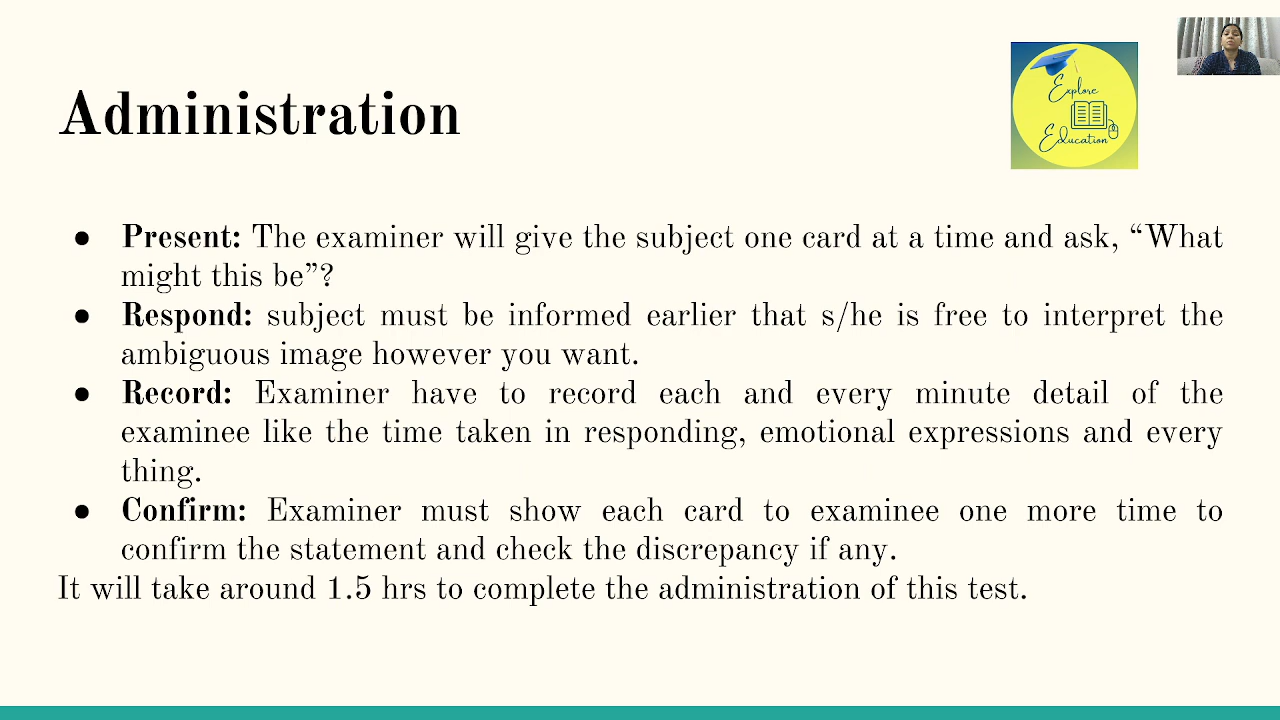 Administration
Explore
Education
● Present: The examiner will give the subject one card at a time and ask, “What
might this be”?
● Respond: subject must be informed earlier that s/he is free to interpret the
ambiguous image however you want.
● Record: Examiner have to record each and every minute detail of the
examinee like the time taken in responding, emotional expressions and every
thing.
● Confirm: Examiner must show each card to examinee one more time to
confirm the statement and check the discrepancy if any.
It will take around 1.5 hrs to complete the administration of this test.